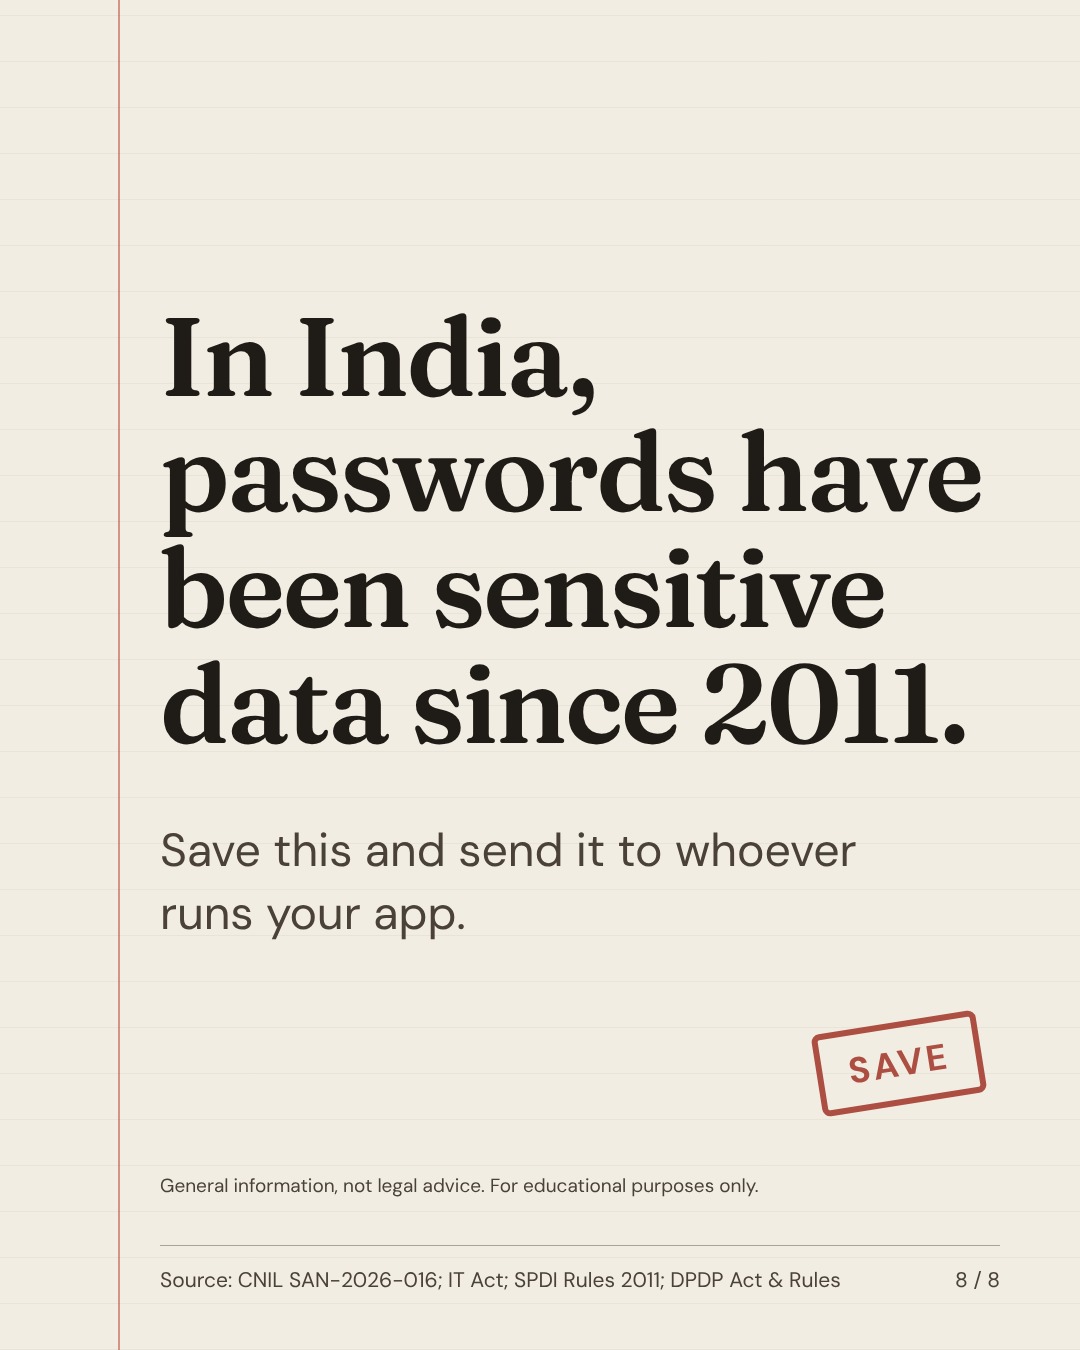 In India,
passwords have
been sensitive
data since 2011.
Save this and send it to whoever
runs your app.
SAVE
General information, not legal advice. For educational purposes only.
Source: CNIL SAN-2026-016; IT Act; SPDI Rules 2011; DPDP Act & Rules
8 / 8